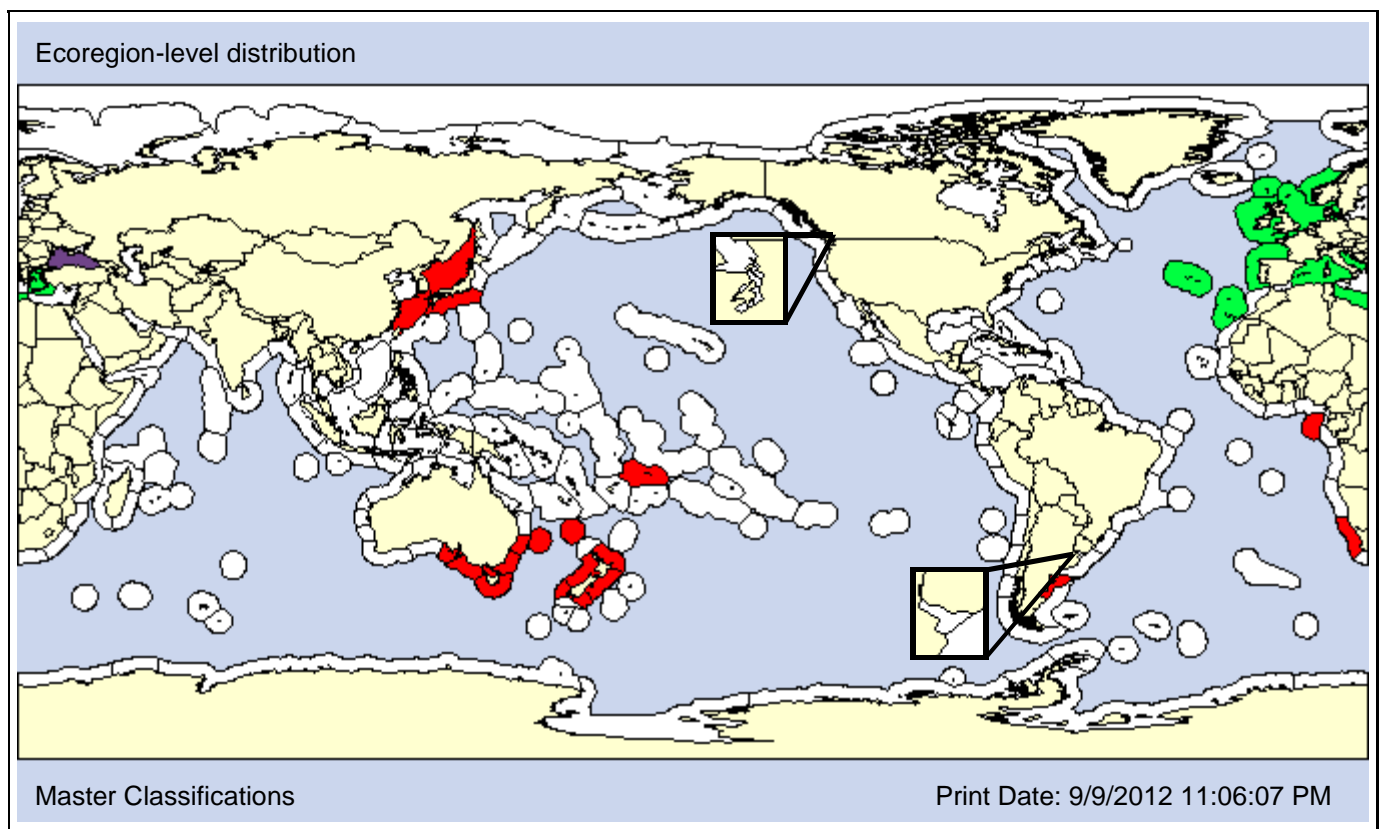 Ecoregion-level distribution
Master Classifications
Print Date: 9/9/2012 11:06:07 PM